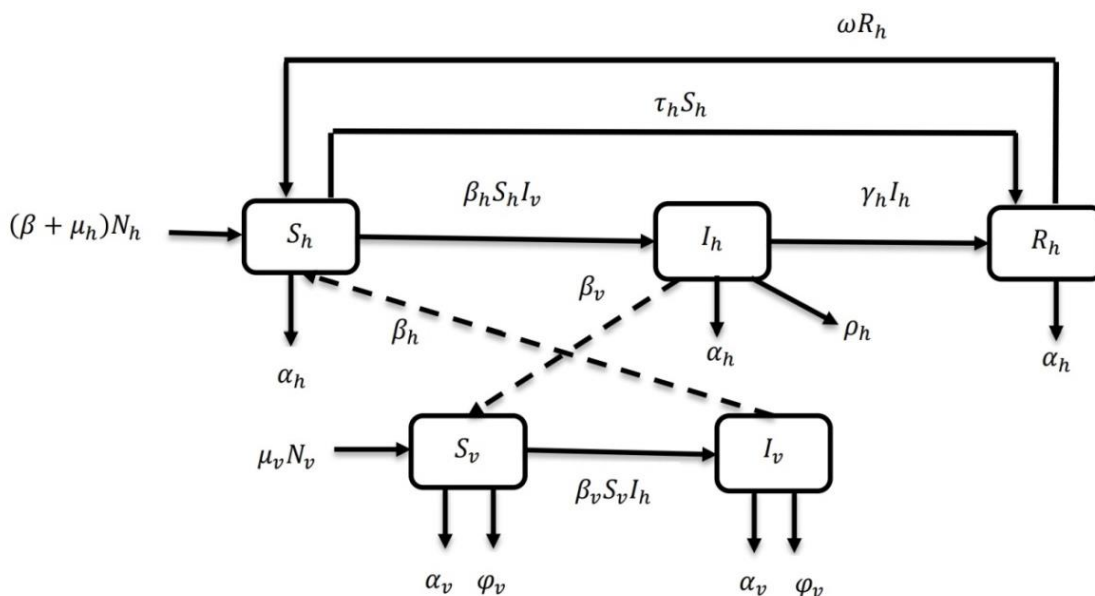 ωR_h
τ_hS_h
β_hS_hI_v
γ_hI_h
(β + μ_h)N_h
S_h
I_h
R_h
β_v
β_h
ρ_h
α_h
α_h
α_h
μ_vN_v
S_v
I_v
β_vS_vI_h
α_v
φ_v
α_v
φ_v